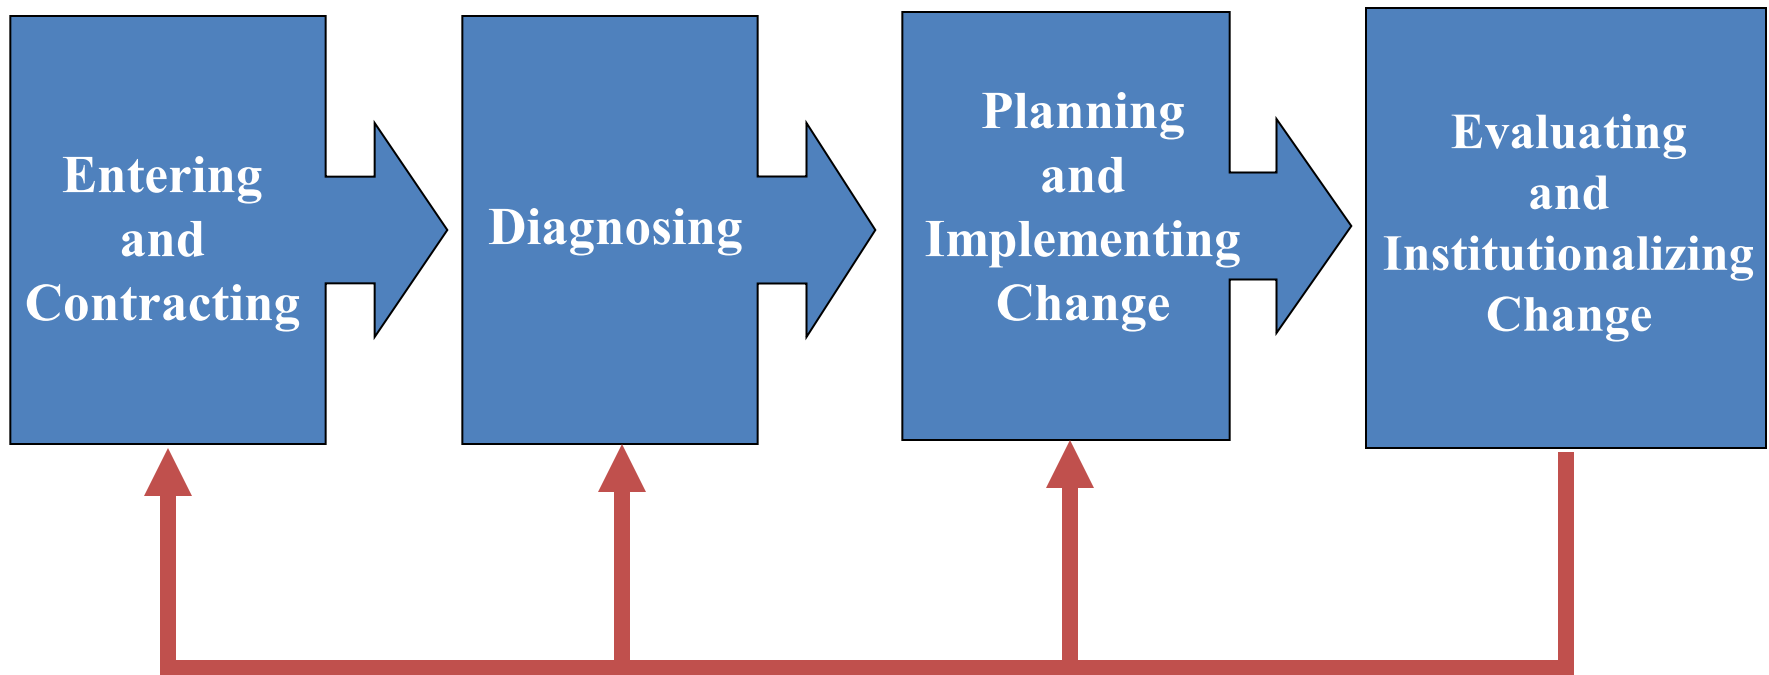 Entering
and
Contracting
Diagnosing
Planning
and
Implementing
Change
Evaluating
and
Institutionalizing
Change